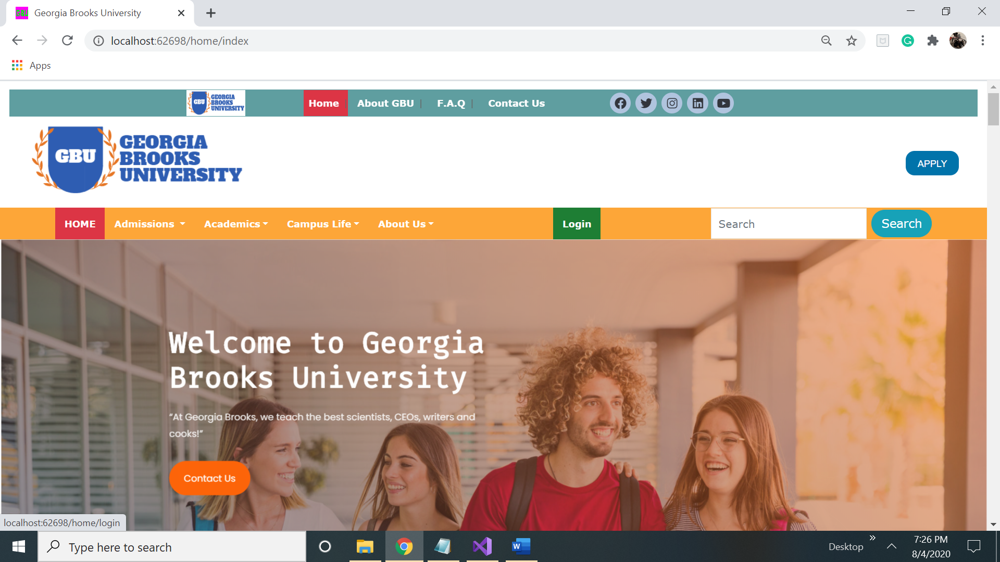 GBU Georgia Brooks University
localhost:62698/home/index
Apps
GBU GEORGIA
BROOKS
UNIVERSITY
Home About GBU | F.A.Q | Contact Us
GBU GEORGIA
BROOKS
UNIVERSITY
APPLY
HOME Admissions Academics Campus Life About Us Login Search Search
Welcome to Georgia
Brooks University
“At Georgia Brooks, we teach the best scientists, CEOs, writers and
cooks!”
Contact Us
localhost:62698/home/login
Type here to search
W
Desktop
7:26 PM
8/4/2020